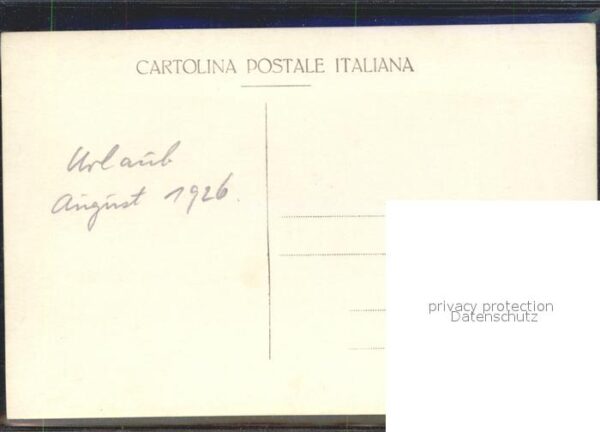 CARTOLINA POSTALE ITALIANA
Urlaub
August 1926.
privacy protection
Datenschutz